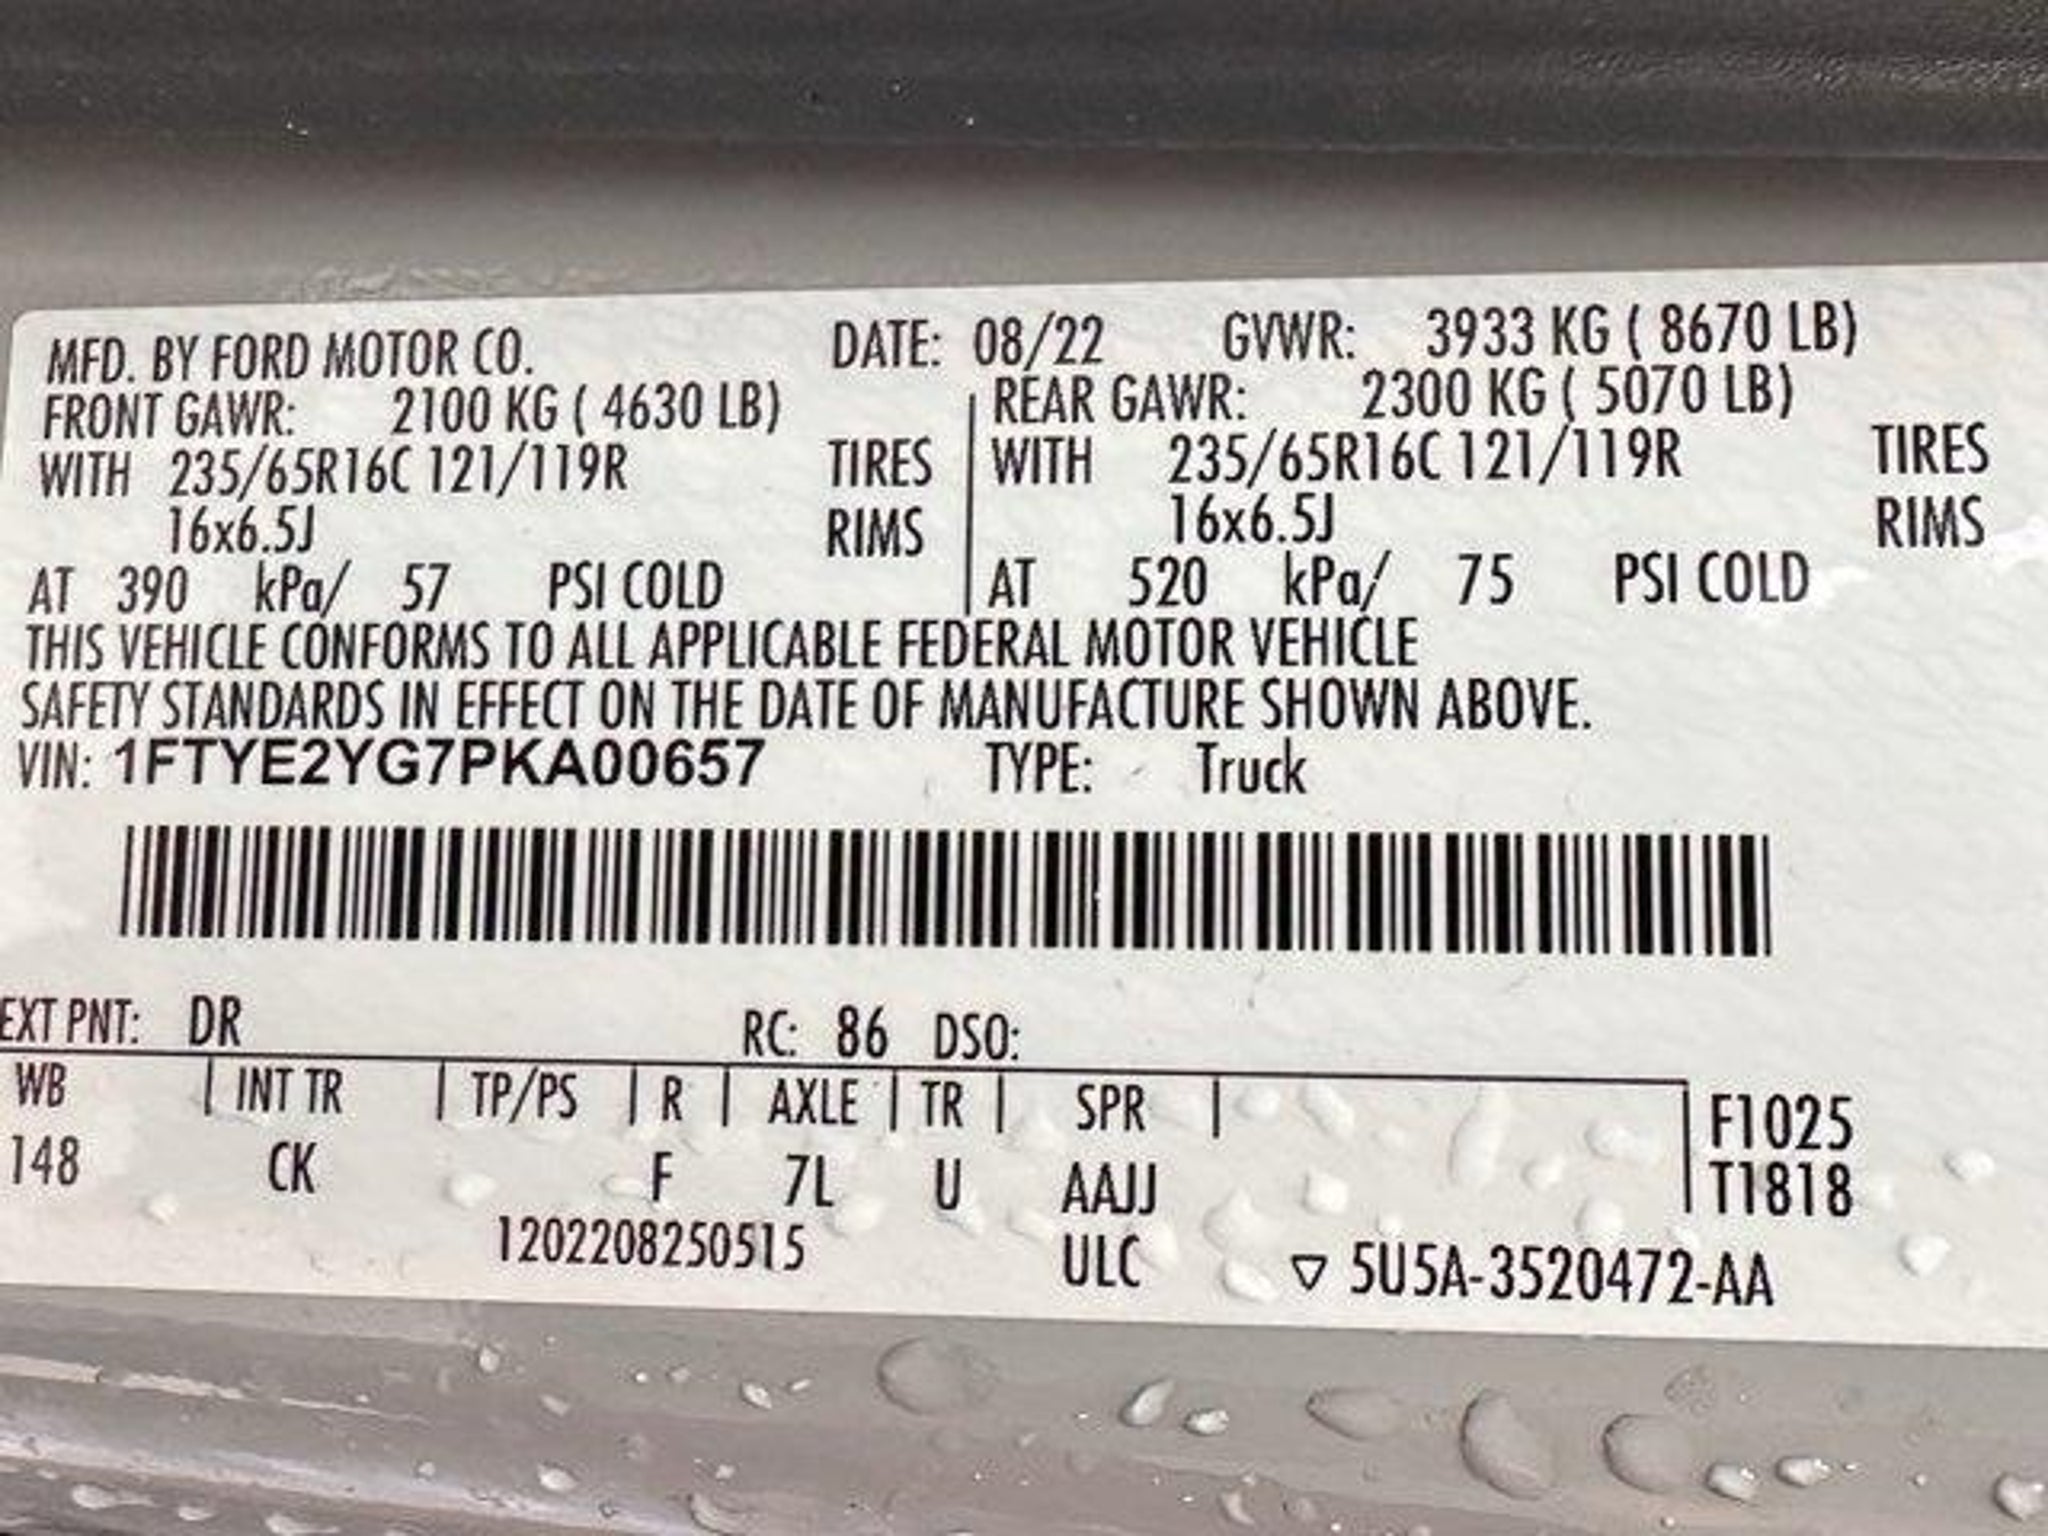 MFD. BY FORD MOTOR CO. DATE: 08/22 GVWR: 3933 KG ( 8670 LB)
FRONT GAWR: 2100 KG ( 4630 LB) REAR GAWR: 2300 KG ( 5070 LB)
WITH 235/65R16C 121/119R TIRES WITH 235/65R16C 121/119R TIRES
16x6.5J RIMS 16x6.5J RIMS
AT 390 kPa/ 57 PSI COLD AT 520 kPa/ 75 PSI COLD
THIS VEHICLE CONFORMS TO ALL APPLICABLE FEDERAL MOTOR VEHICLE
SAFETY STANDARDS IN EFFECT ON THE DATE OF MANUFACTURE SHOWN ABOVE.
VIN: 1FTYE2YG7PKA00657 TYPE: Truck
EXT PNT: DR RC: 86 DSO:
WB INT TR TP/PS R AXLE TR SPR F1025
148 CK F 7L U AAJJ T1818
1202208250515 ULC ▽ 5U5A-3520472-AA